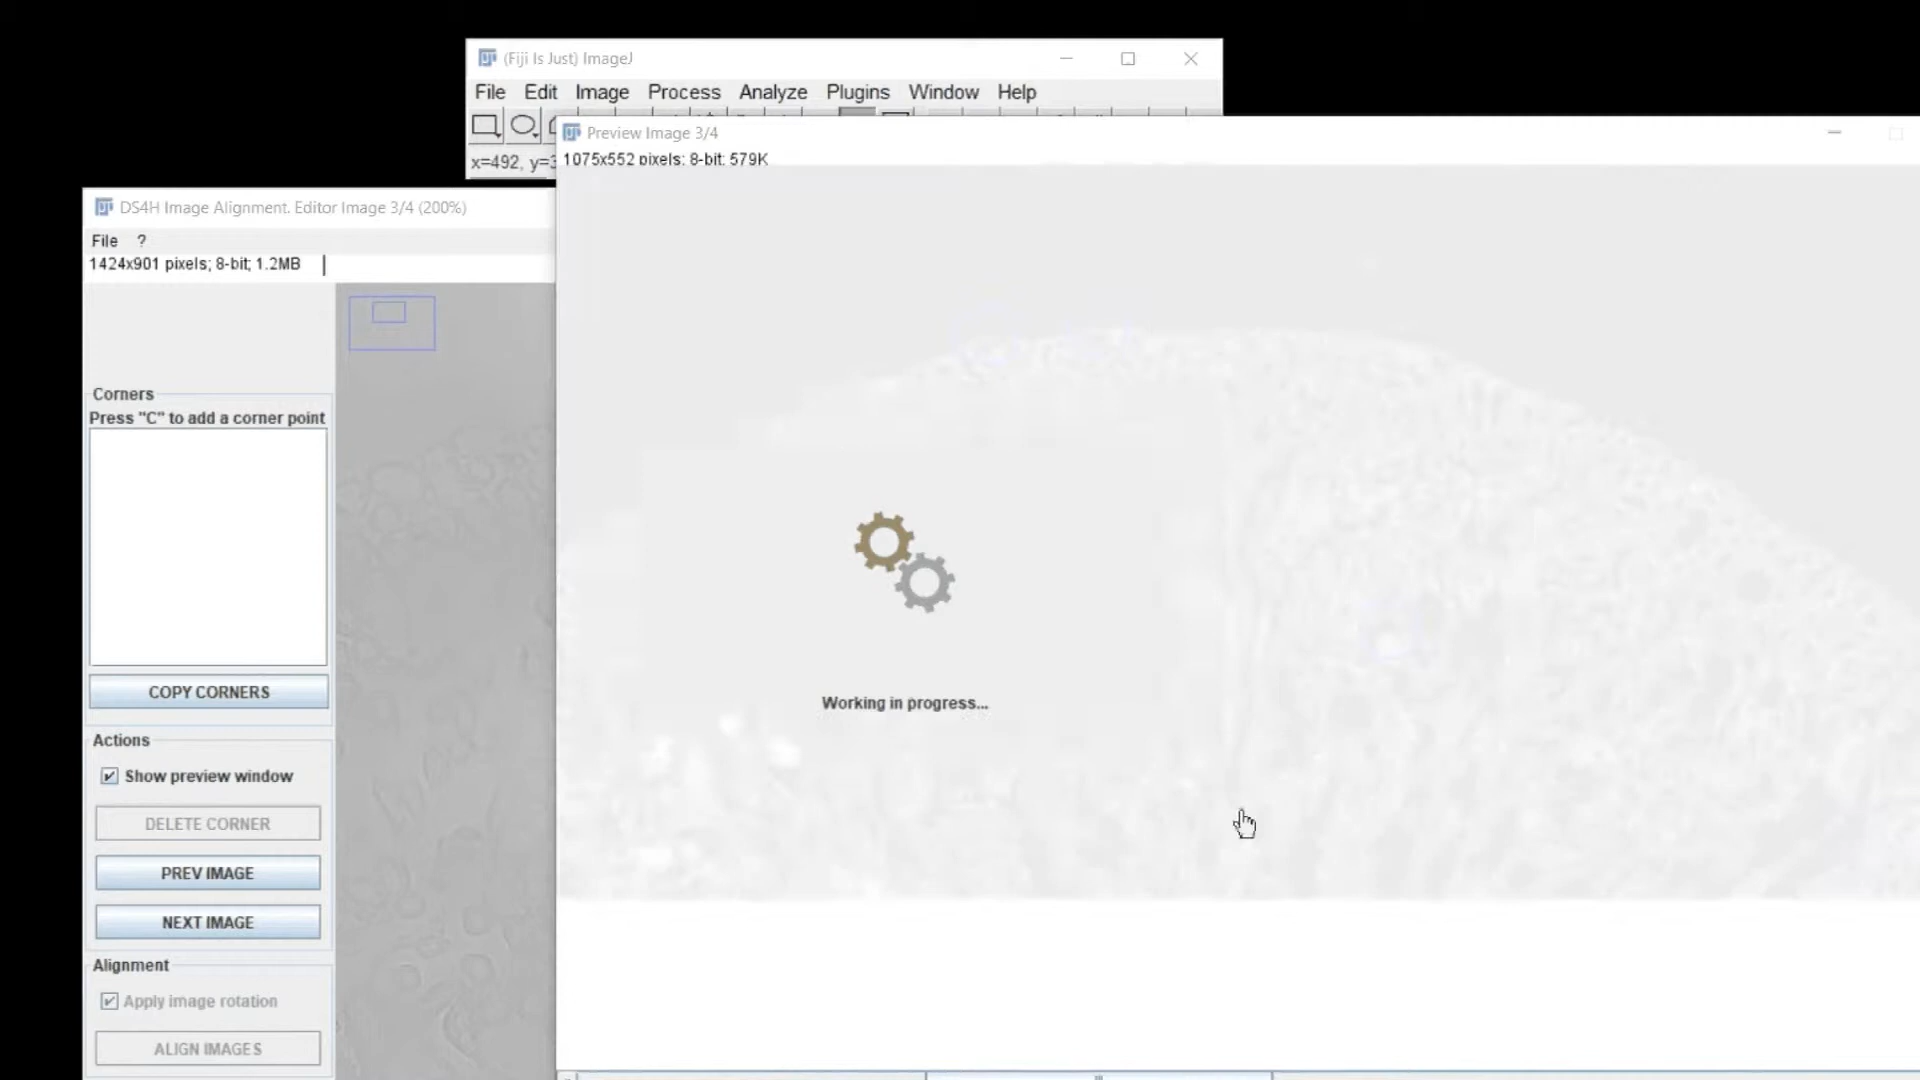 (Fiji Is Just) ImageJ
File Edit Image Process Analyze Plugins Window Help
x=492, y=3
Preview Image 3/4
1075x552 pixels; 8-bit; 579K
DS4H Image Alignment. Editor Image 3/4 (200%)
File ?
1424x901 pixels; 8-bit; 1.2MB
Corners
Press "C" to add a corner point
COPY CORNERS
Actions
Show preview window
DELETE CORNER
PREV IMAGE
NEXT IMAGE
Alignment
Apply image rotation
ALIGN IMAGES
Working in progress...